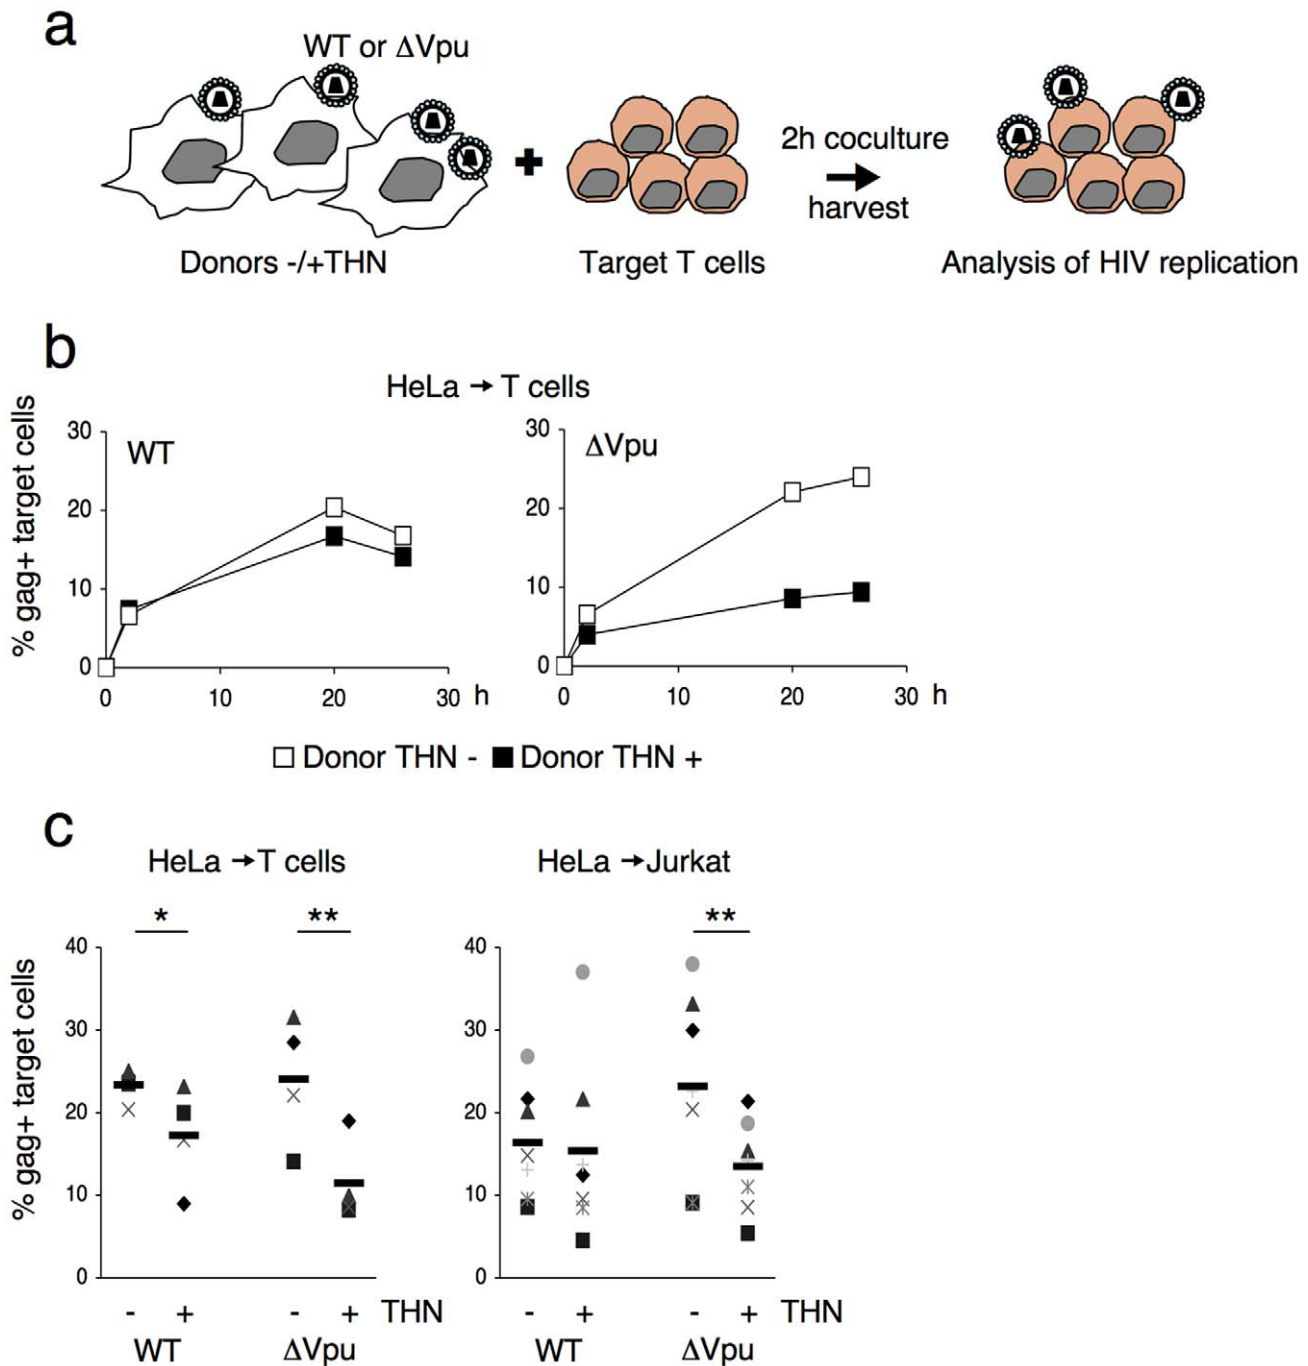 a
WT or ΔVpu
2h coculture
harvest
Donors -/+THN
Target T cells
Analysis of HIV replication
b
HeLa → T cells
% gag+ target cells
WT
30
20
10
0
0 10 20 30 h
ΔVpu
30
20
10
0
0 10 20 30 h
Donor THN - Donor THN +
c
HeLa →T cells
% gag+ target cells
* **
40
30
20
10
0
- + - + THN
WT ΔVpu
HeLa →Jurkat
**
40
30
20
10
0
- + - + THN
WT ΔVpu